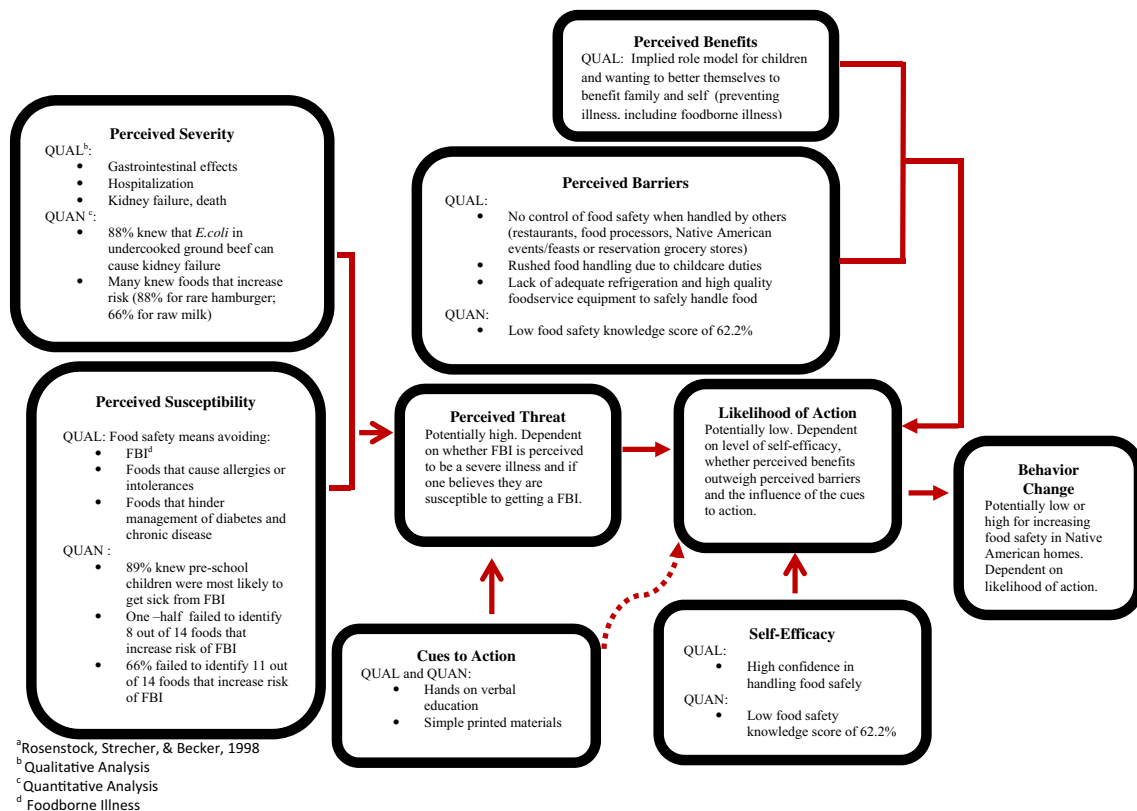 Perceived Benefits
QUAL:  Implied role model for children
and wanting to better themselves to
benefit family and self  (preventing
illness, including foodborne illness)
Perceived Severity
QUALᵇ:
• Gastrointestinal effects
• Hospitalization
• Kidney failure, death
QUAN ᶜ:
• 88% knew that E.coli in
undercooked ground beef can
cause kidney failure
• Many knew foods that increase
risk (88% for rare hamburger;
66% for raw milk)
Perceived Barriers
QUAL:
• No control of food safety when handled by others
(restaurants, food processors, Native American
events/feasts or reservation grocery stores)
• Rushed food handling due to childcare duties
• Lack of adequate refrigeration and high quality
foodservice equipment to safely handle food
QUAN:
• Low food safety knowledge score of 62.2%
Perceived Susceptibility
QUAL: Food safety means avoiding:
• FBIᵈ
• Foods that cause allergies or
intolerances
• Foods that hinder
management of diabetes and
chronic disease
QUAN :
• 89% knew pre-school
children were most likely to
get sick from FBI
• One –half  failed to identify
8 out of 14 foods that
increase risk of FBI
• 66% failed to identify 11 out
of 14 foods that increase risk
of FBI
Perceived Threat
Potentially high. Dependent
on whether FBI is perceived
to be a severe illness and if
one believes they are
susceptible to getting a FBI.
Likelihood of Action
Potentially low. Dependent
on level of self-efficacy,
whether perceived benefits
outweigh perceived barriers
and the influence of the cues
to action.
Behavior
Change
Potentially low or
high for increasing
food safety in Native
American homes.
Dependent on
likelihood of action.
Cues to Action
QUAL and QUAN:
• Hands on verbal
education
• Simple printed materials
Self-Efficacy
QUAL:
• High confidence in
handling food safely
QUAN:
• Low food safety
knowledge score of 62.2%
ᵃRosenstock, Strecher, & Becker, 1998
ᵇ Qualitative Analysis
ᶜ Quantitative Analysis
ᵈ Foodborne Illness